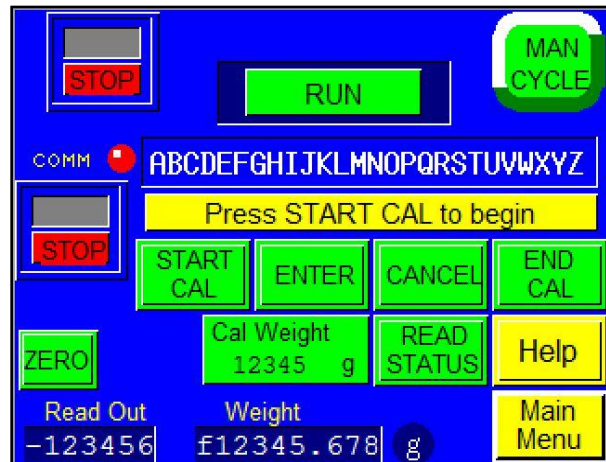 STOP
RUN
MAN
CYCLE
COMM
ABCDEFGHIJKLMNOPQRSTUVWXYZ
Press START CAL to begin
STOP
START
CAL
ENTER
CANCEL
END
CAL
ZERO
Cal Weight
12345 g
READ
STATUS
Help
Read Out
-123456
Weight
f12345.678
g
Main
Menu